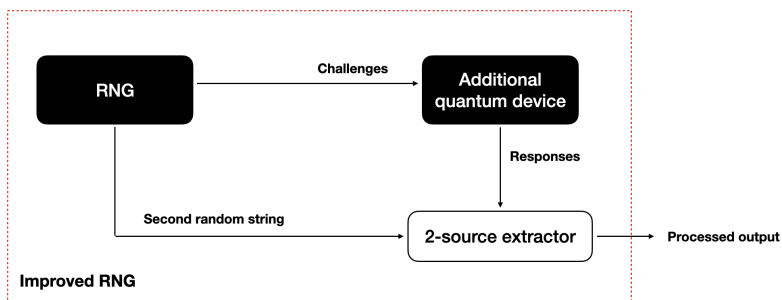 Challenges
RNG
Additional
quantum device
Responses
Second random string
2-source extractor
Processed output
Improved RNG